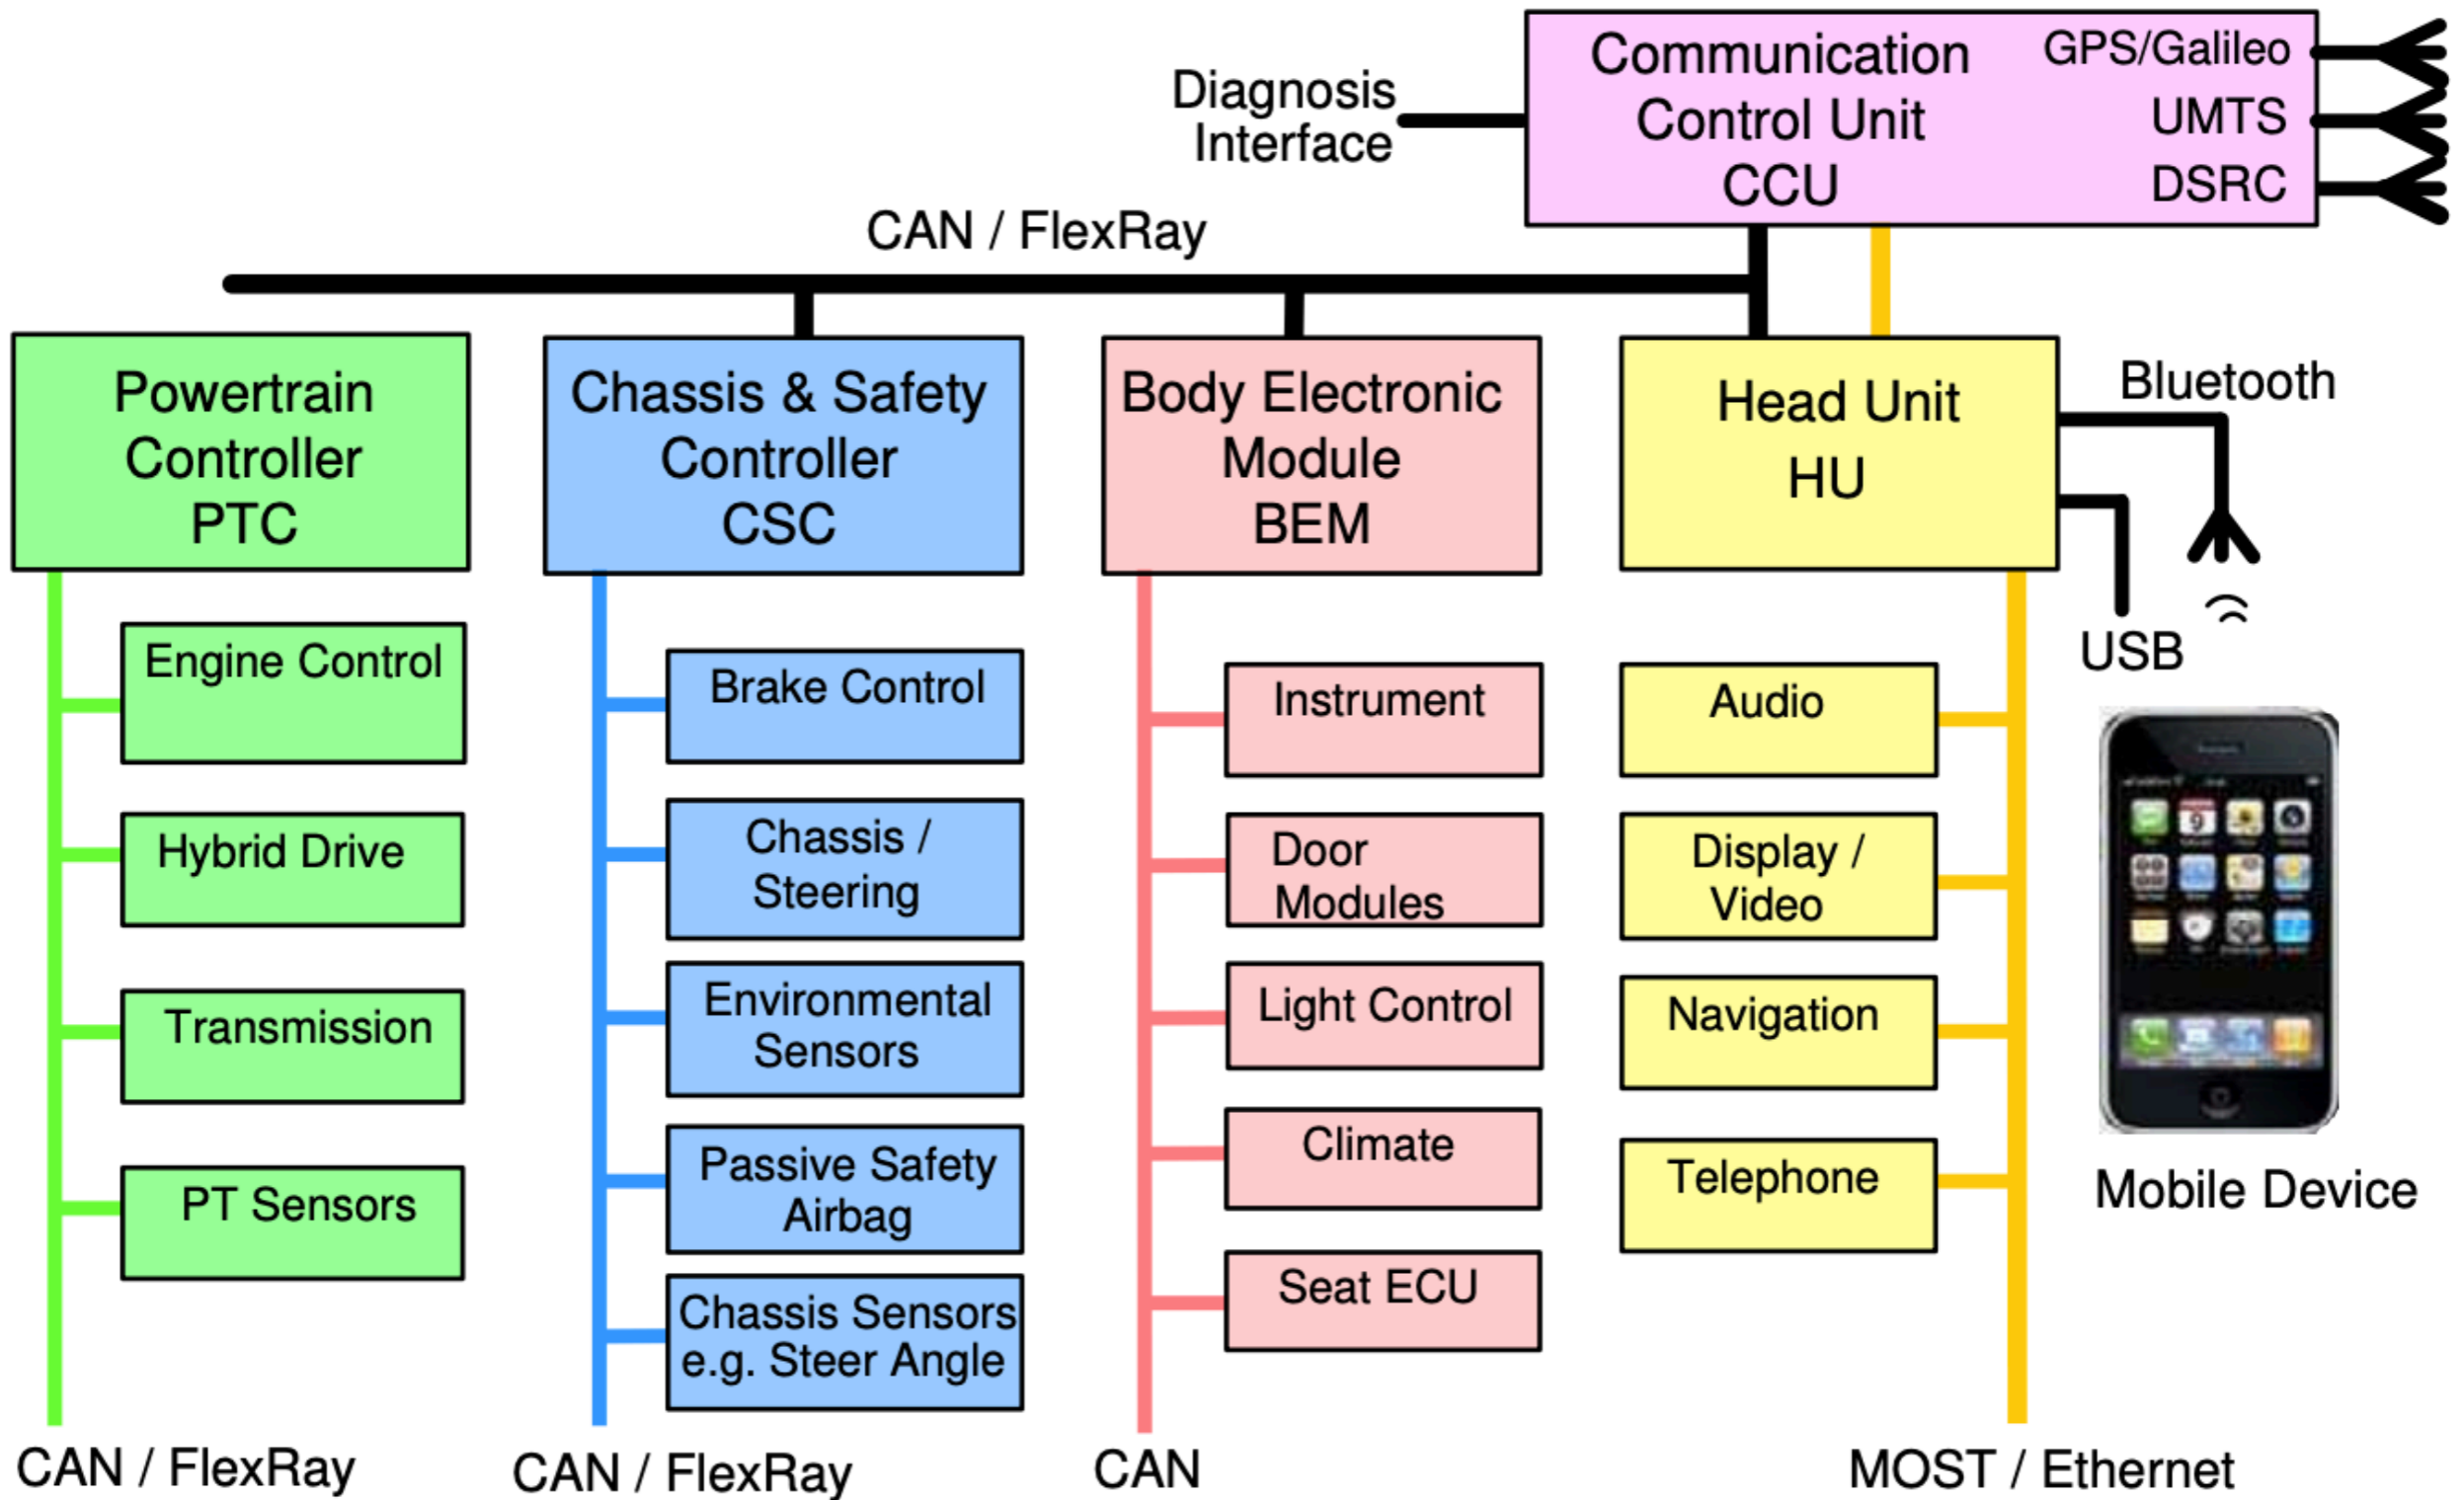 Communication
Control Unit
CCU
GPS/Galileo
UMTS
DSRC
Diagnosis
Interface
CAN / FlexRay
Powertrain
Controller
PTC
Chassis & Safety
Controller
CSC
Body Electronic
Module
BEM
Head Unit
HU
Bluetooth
USB
Engine Control
Hybrid Drive
Transmission
PT Sensors
Brake Control
Chassis /
Steering
Environmental
Sensors
Passive Safety
Airbag
Chassis Sensors
e.g. Steer Angle
Instrument
Door
Modules
Light Control
Climate
Seat ECU
Audio
Display /
Video
Navigation
Telephone
9
Mobile Device
CAN / FlexRay
CAN / FlexRay
CAN
MOST / Ethernet